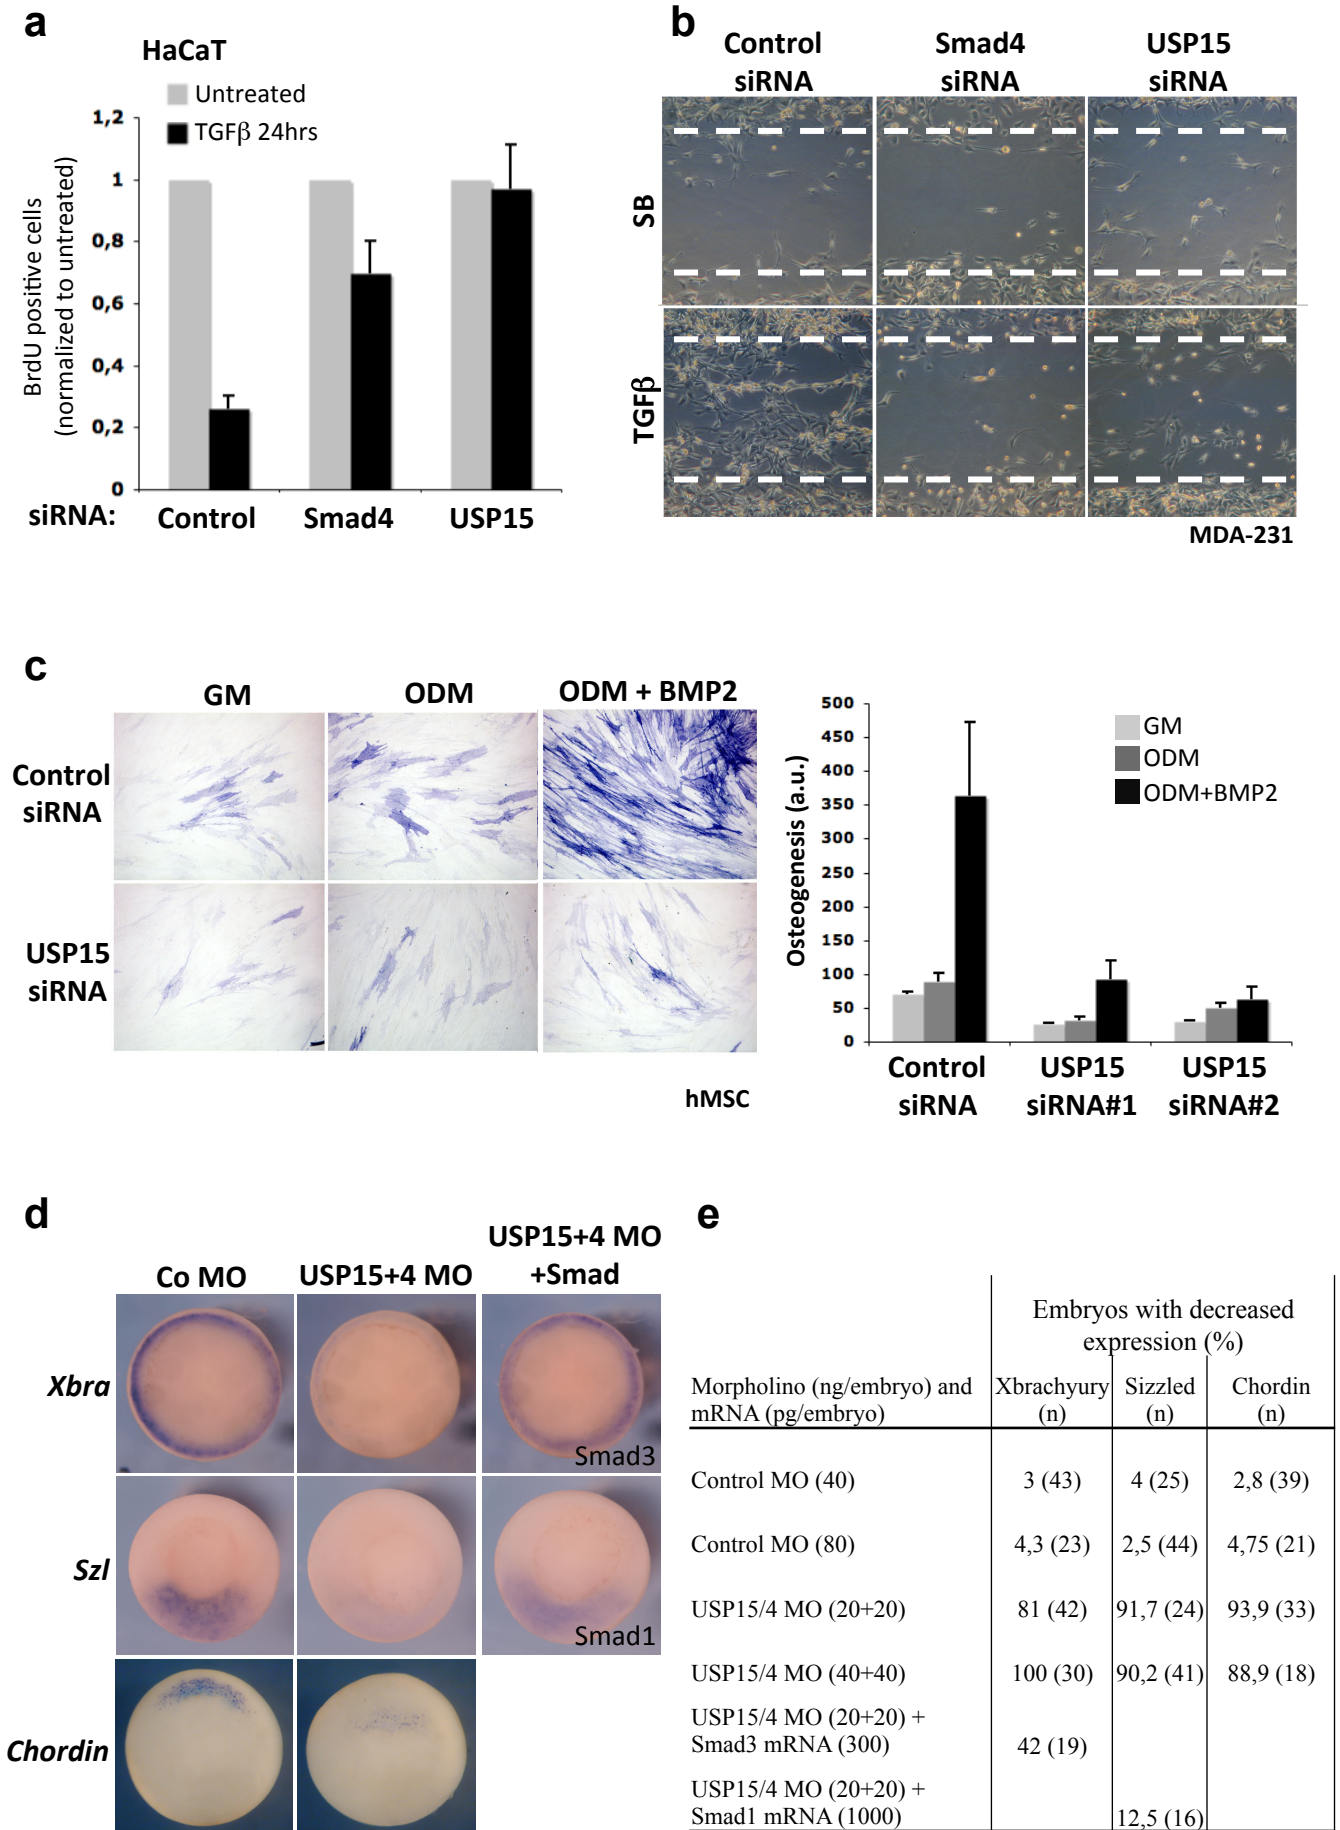 a
HaCaT
Untreated
TGFβ 24hrs
BrdU positive cells
(normalized to untreated)
1,2
1
0,8
0,6
0,4
0,2
0
siRNA:
Control
Smad4
USP15
b
Control
siRNA
Smad4
siRNA
USP15
siRNA
SB
TGFβ
MDA-231
c
GM
ODM
ODM + BMP2
Control
siRNA
USP15
siRNA
hMSC
Osteogenesis (a.u.)
500
450
400
350
300
250
200
150
100
50
0
GM
ODM
ODM+BMP2
Control
siRNA
USP15
siRNA#1
USP15
siRNA#2
d
Co MO
USP15+4 MO
USP15+4 MO
+Smad
Xbra
Smad3
Szl
Smad1
Chordin
e
Embryos with decreased
expression (%)
Morpholino (ng/embryo) and
mRNA (pg/embryo)
Xbrachyury
(n)
Sizzled
(n)
Chordin
(n)
Control MO (40) 3 (43) 4 (25) 2,8 (39)
Control MO (80) 4,3 (23) 2,5 (44) 4,75 (21)
USP15/4 MO (20+20) 81 (42) 91,7 (24) 93,9 (33)
USP15/4 MO (40+40) 100 (30) 90,2 (41) 88,9 (18)
USP15/4 MO (20+20) +
Smad3 mRNA (300) 42 (19)
USP15/4 MO (20+20) +
Smad1 mRNA (1000) 12,5 (16)